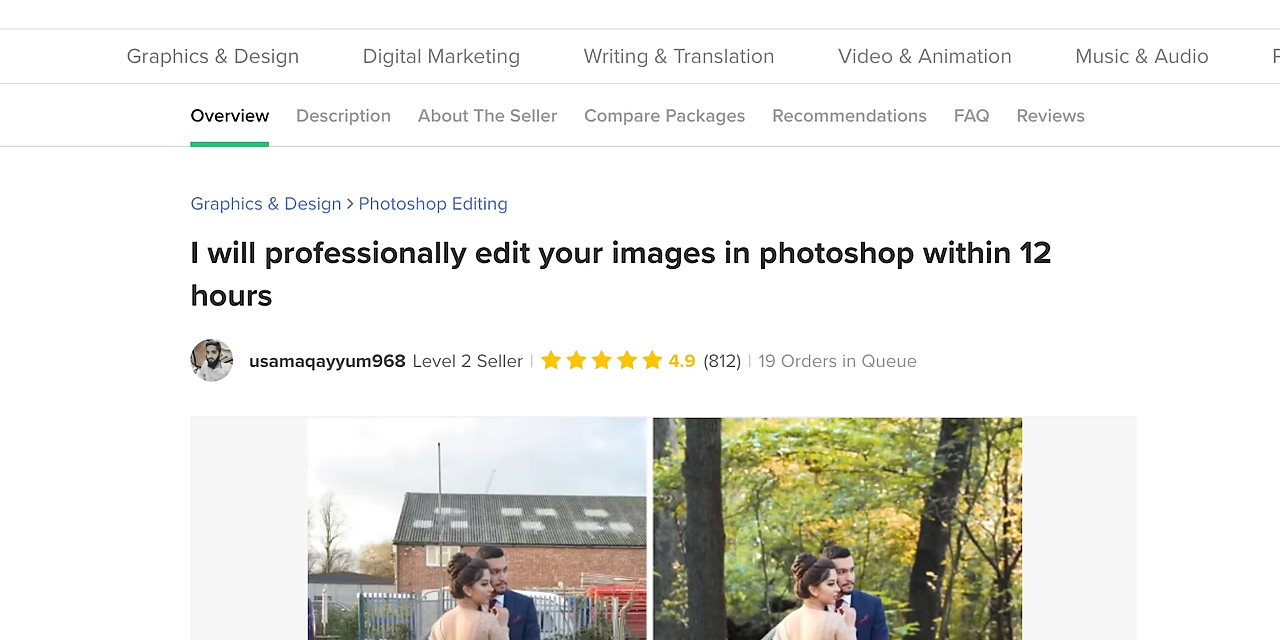 Graphics & Design Digital Marketing Writing & Translation Video & Animation Music & Audio
Overview Description About The Seller Compare Packages Recommendations FAQ Reviews
Graphics & Design > Photoshop Editing
I will professionally edit your images in photoshop within 12
hours
usamaqayyum968 Level 2 Seller | 4.9 (812) | 19 Orders in Queue